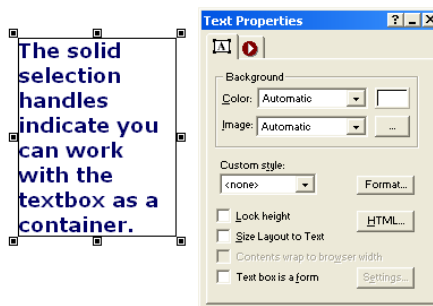 The solid
selection
handles
indicate you
can work
with the
textbox as a
container.
Text Properties
A
Background
Color: Automatic
Image: Automatic ...
Custom style:
<none> Format...
Lock height HTML...
Size Layout to Text
Contents wrap to browser width
Text box is a form Settings...